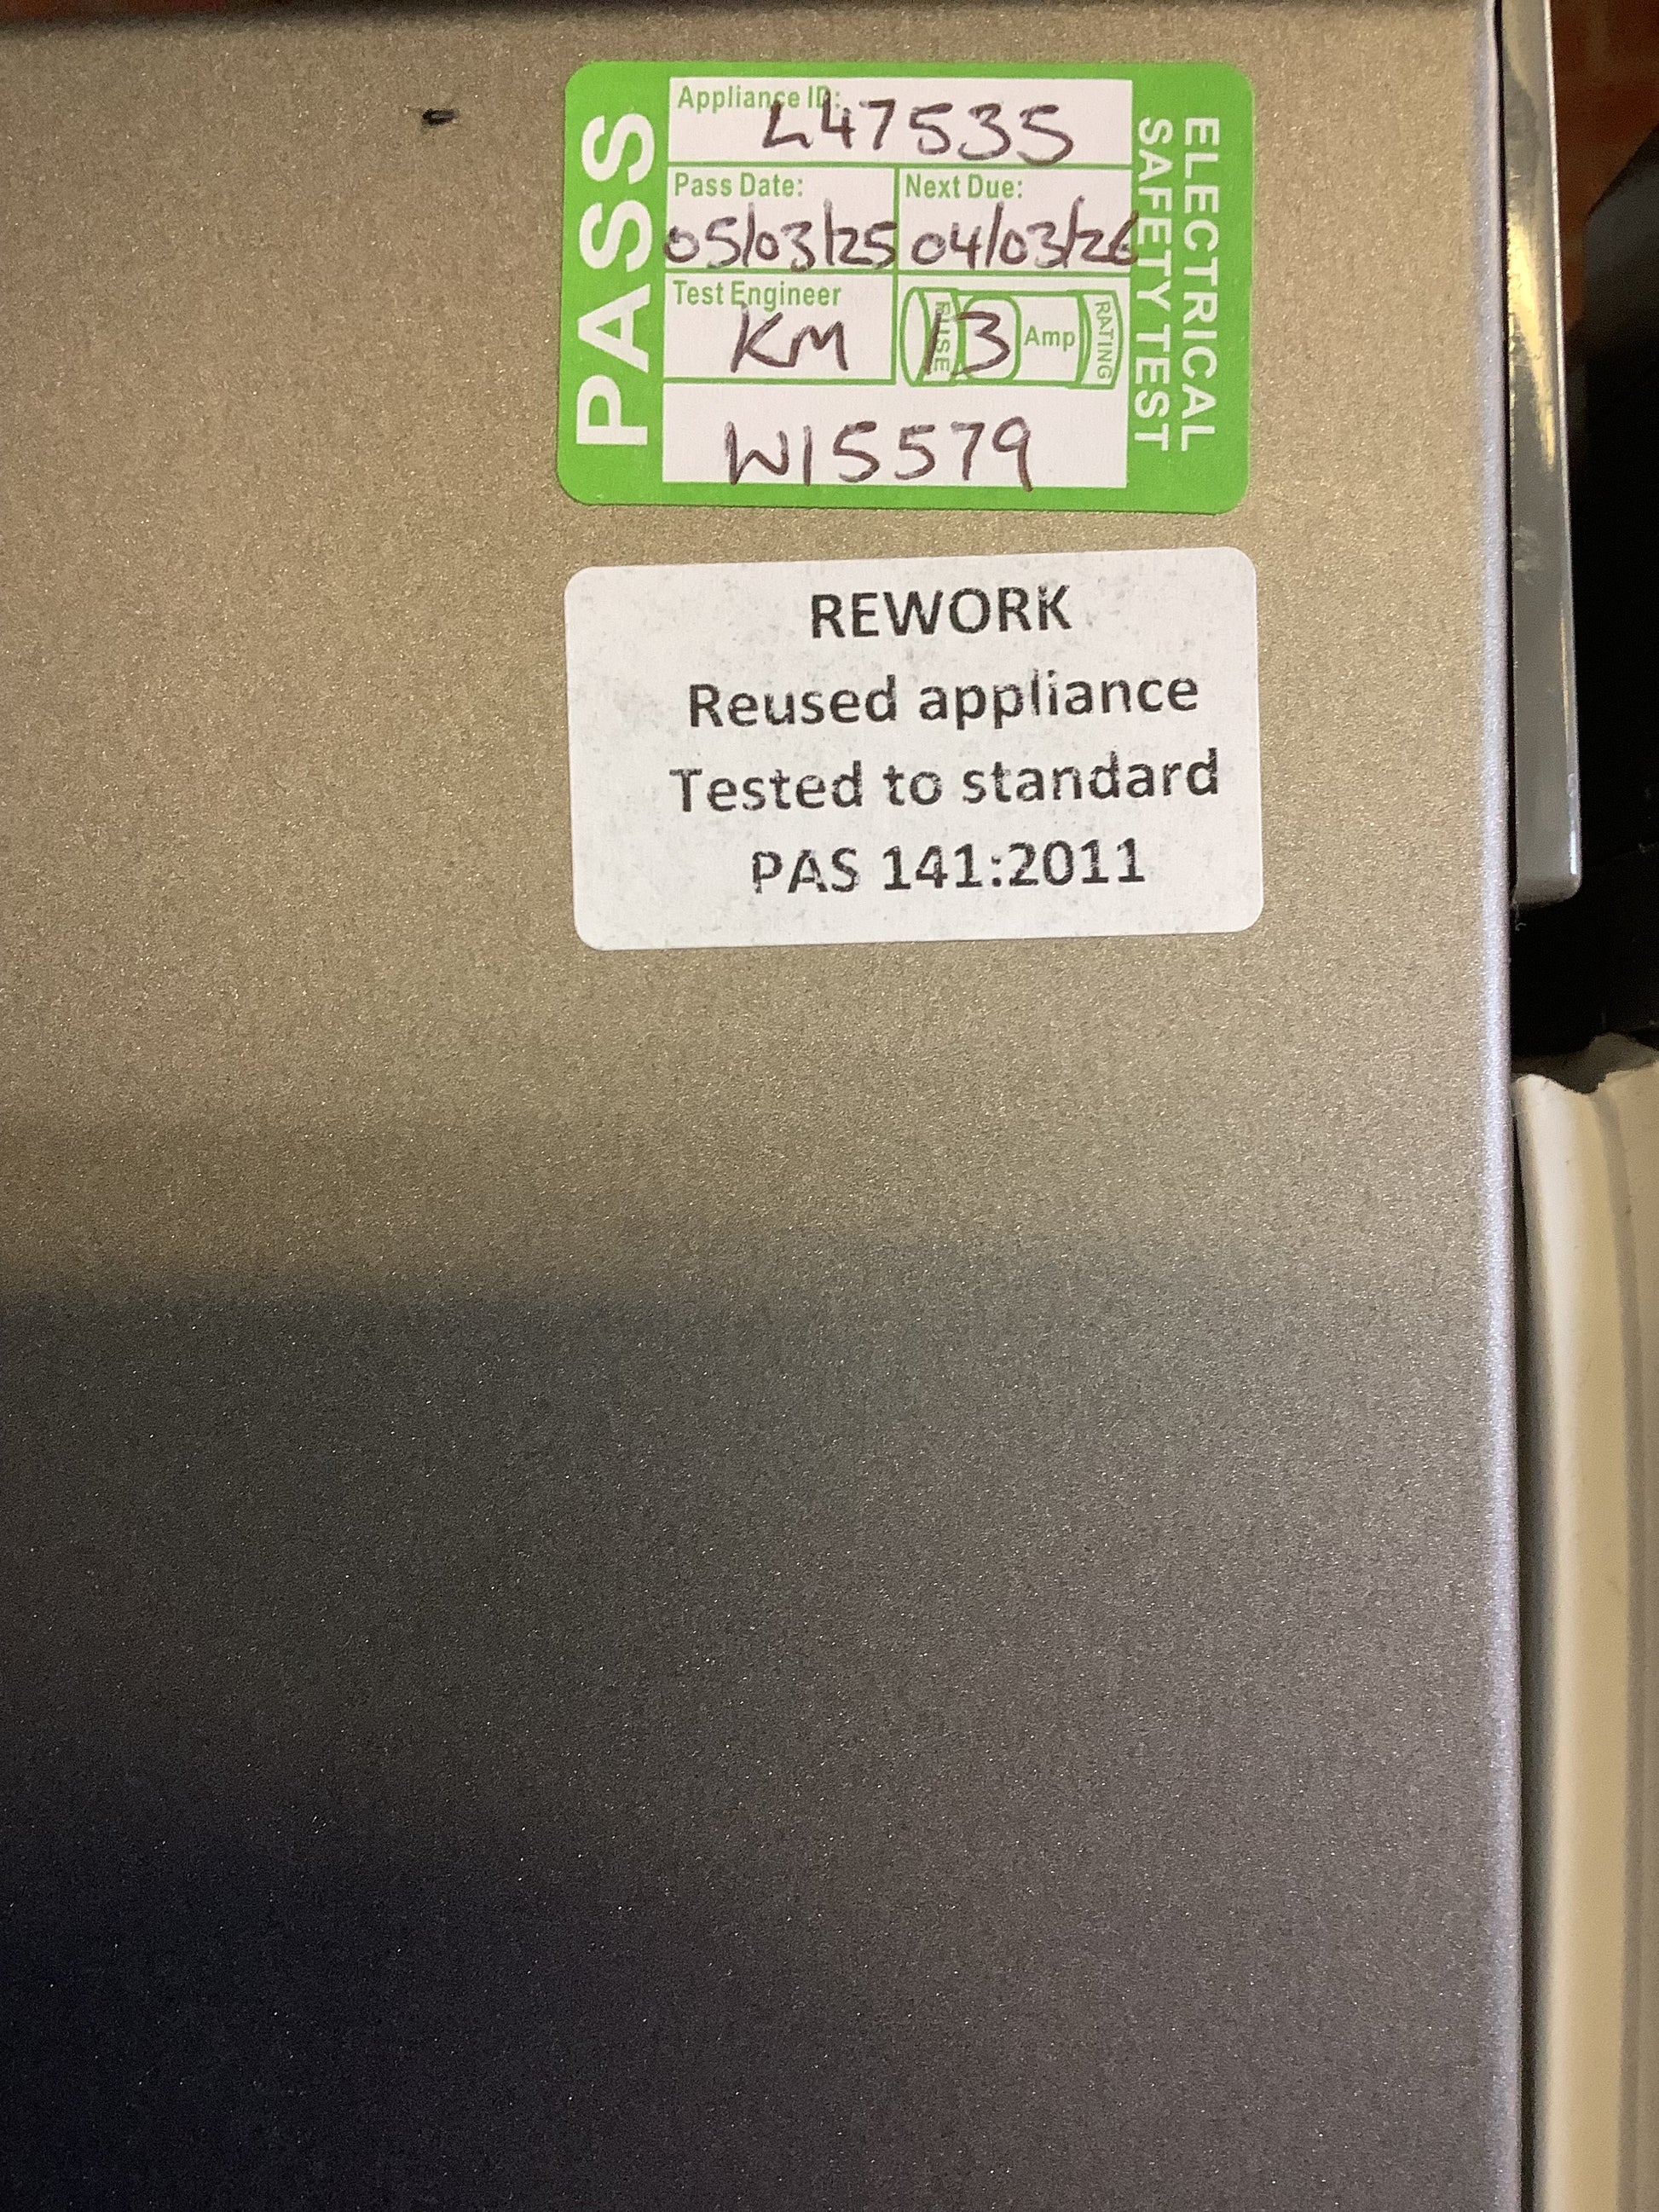 PASS
Appliance ID:
L47535
Pass Date:
05/03/25
Next Due:
04/03/26
Test Engineer
KM
FUSE
13
Amp
RATING
W15579
ELECTRICAL
SAFETY TEST
REWORK
Reused appliance
Tested to standard
PAS 141:2011